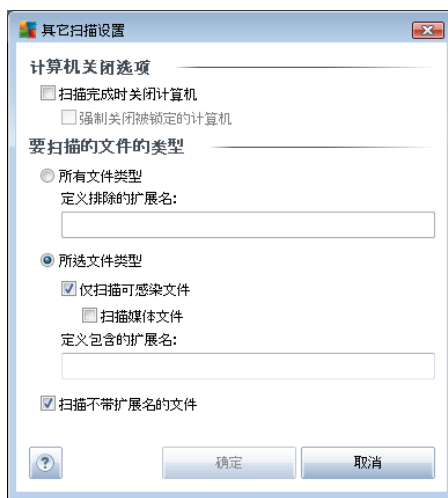 其它扫描设置
计算机关闭选项
扫描完成时关闭计算机
强制关闭被锁定的计算机
要扫描的文件的类型
所有文件类型
定义排除的扩展名:
所选文件类型
仅扫描可感染文件
扫描媒体文件
定义包含的扩展名:
扫描不带扩展名的文件
?
确定
取消